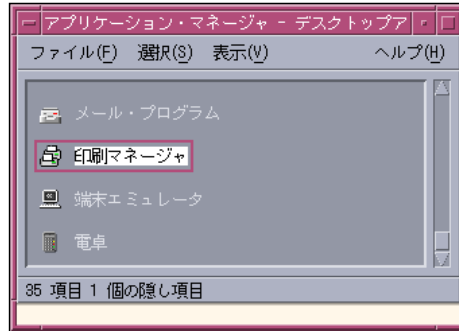 アプリケーション・マネージャ - デスクトップア
ファイル(F) 選択(S) 表示(V) ヘルプ(H)
メール・プログラム
印刷マネージャ
端末エミュレータ
電卓
35 項目 1 個の隠し項目